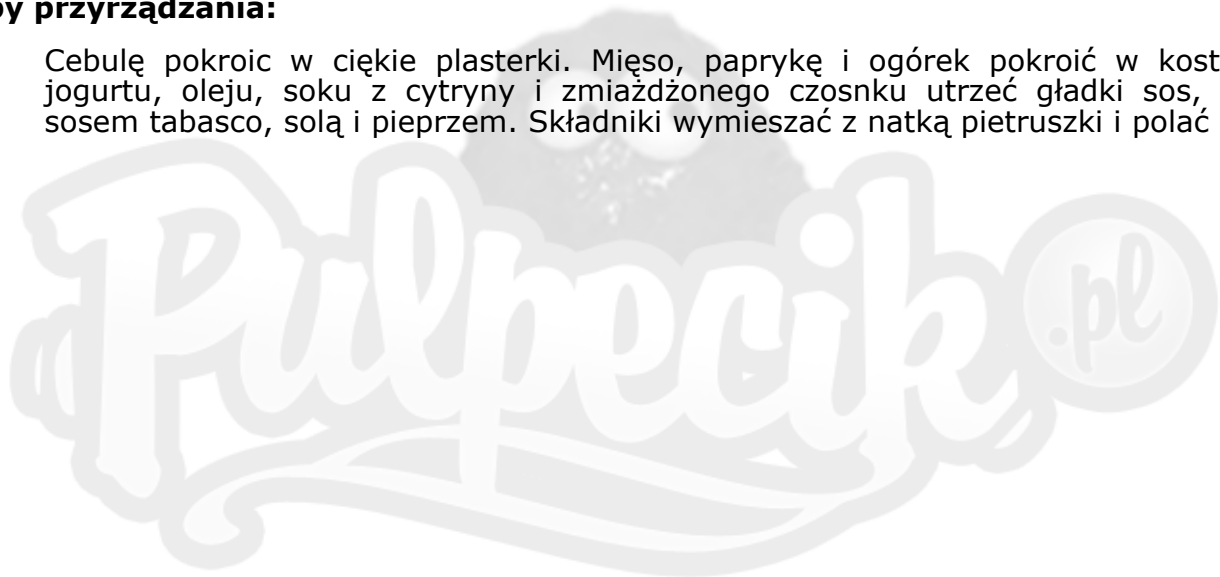 by przyrządzania:
Cebulę pokroic w ciękie plasterki. Mięso, paprykę i ogórek pokroić w kost
jogurtu, oleju, soku z cytryny i zmiażdżonego czosnku utrzeć gładki sos,
sosem tabasco, solą i pieprzem. Składniki wymieszać z natką pietruszki i polać
Pulpecik.pl